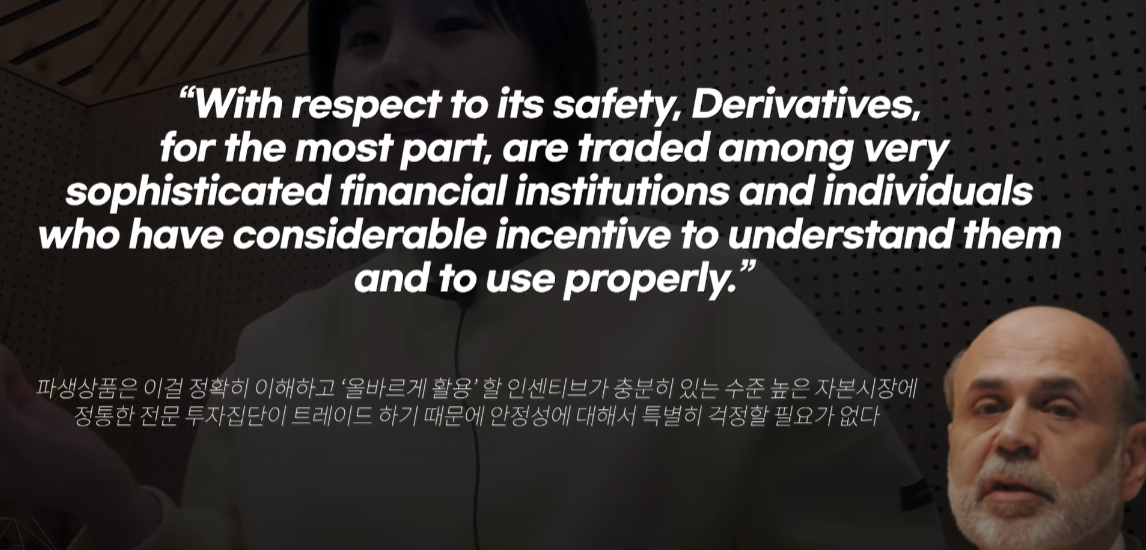 “With respect to its safety, Derivatives,
for the most part, are traded among very
sophisticated financial institutions and individuals
who have considerable incentive to understand them
and to use properly.”
파생상품은 이걸 정확히 이해하고 ‘올바르게 활용’ 할 인센티브가 충분히 있는 수준 높은 자본시장에
정통한 전문 투자집단이 트레이드 하기 때문에 안정성에 대해서 특별히 걱정할 필요가 없다